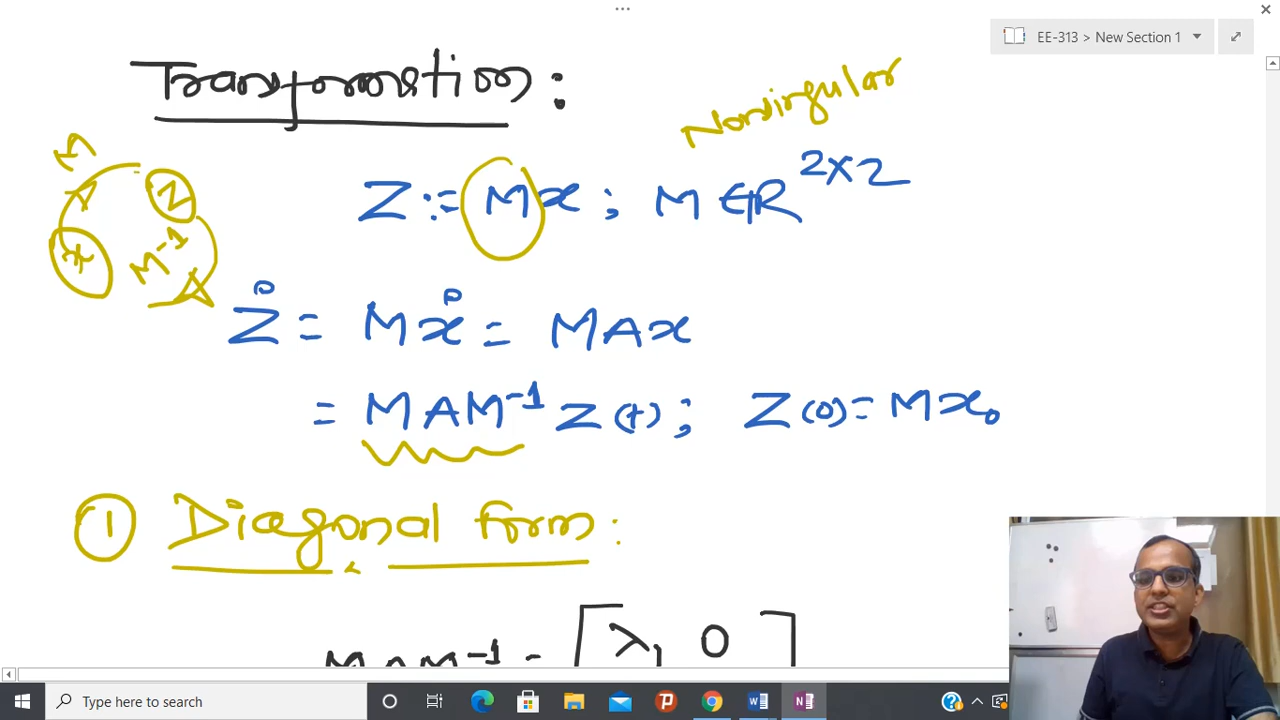 EE-313 > New Section 1
Transformation:
Nonsingular
Z := Mx ; M ∈ R^{2×2}
M
Z
x
M^{-1}
Ż = Mẋ = MAx
= MAM^{-1} Z(t); Z(0) = Mx₀
① Diagonal form:
MAM^{-1} = [λ₁ 0]
Type here to search